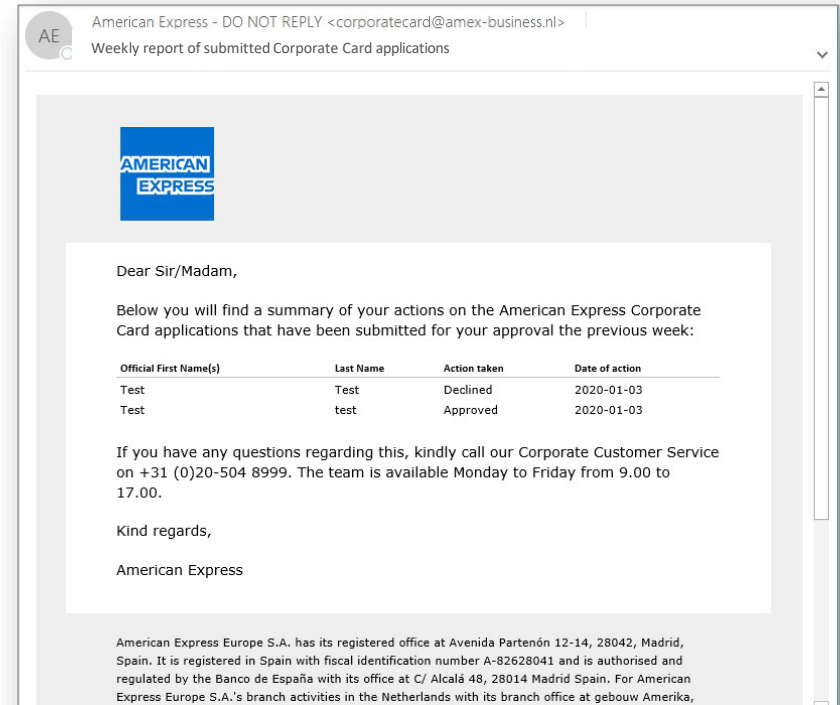 AE
American Express - DO NOT REPLY <corporatecard@amex-business.nl>
Weekly report of submitted Corporate Card applications
AMERICAN
EXPRESS
Dear Sir/Madam,
Below you will find a summary of your actions on the American Express Corporate
Card applications that have been submitted for your approval the previous week:
Official First Name(s) Last Name Action taken Date of action
Test Test Declined 2020-01-03
Test test Approved 2020-01-03
If you have any questions regarding this, kindly call our Corporate Customer Service
on +31 (0)20-504 8999. The team is available Monday to Friday from 9.00 to
17.00.
Kind regards,
American Express
American Express Europe S.A. has its registered office at Avenida Partenón 12-14, 28042, Madrid,
Spain. It is registered in Spain with fiscal identification number A-82628041 and is authorised and
regulated by the Banco de España with its office at C/ Alcalá 48, 28014 Madrid Spain. For American
Express Europe S.A.'s branch activities in the Netherlands with its branch office at gebouw Amerika,